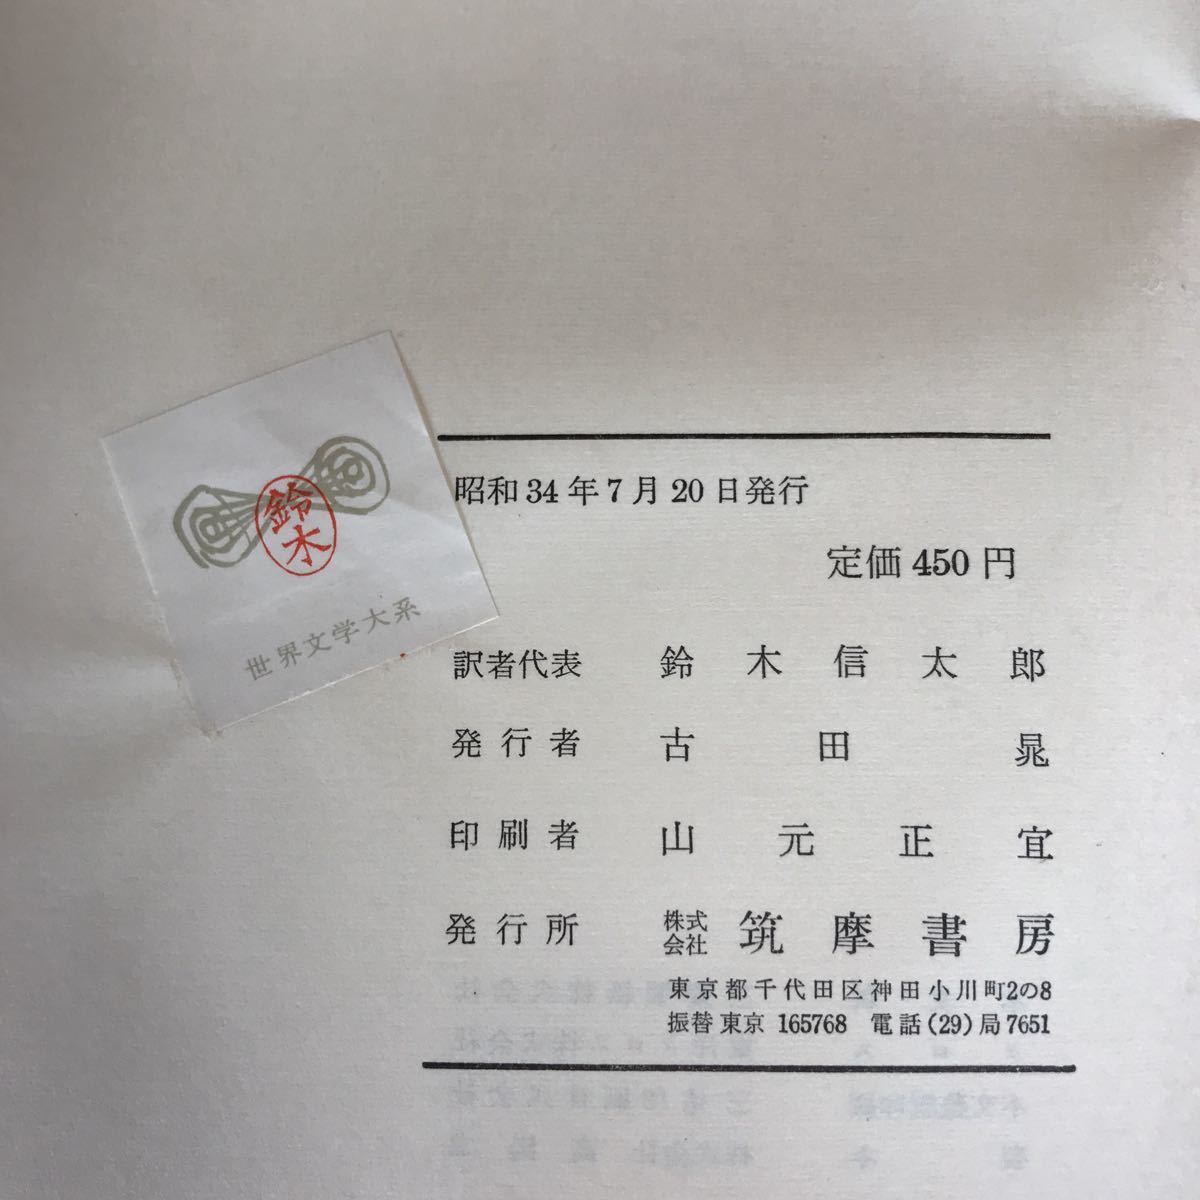 鈴木
世界文学大系
昭和34年7月20日発行
定価450円
訳者代表 鈴木信太郎
発行者 古田晁
印刷者 山元正宜
発行所 株式会社 筑摩書房
東京都千代田区神田小川町2の8
振替東京 165768 電話(29)局7651